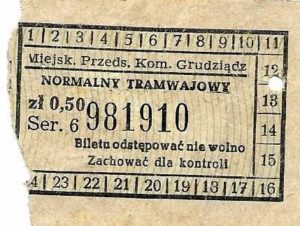 1 2 3 4 5 6 7 8 9 10 11
Miejsk. Przeds. Kom. Grudziądz 12
NORMALNY TRAMWAJOWY
zł 0,50 13
Ser. 6 981910 14
Biletu odstępować nie wolno
Zachować dla kontroli 15
4 23 22 21 20 19 18 17 16